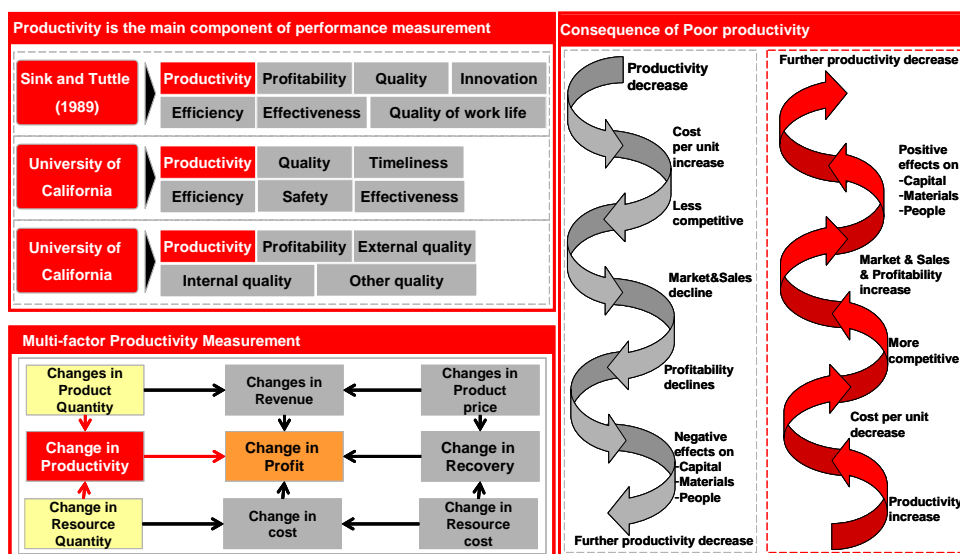 Productivity is the main component of performance measurement
Sink and Tuttle
(1989)
Productivity
Profitability
Quality
Innovation
Efficiency
Effectiveness
Quality of work life
University of
California
Productivity
Quality
Timeliness
Efficiency
Safety
Effectiveness
University of
California
Productivity
Profitability
External quality
Internal quality
Other quality
Multi-factor Productivity Measurement
Changes in
Product
Quantity
Changes in
Revenue
Changes in
Product
price
Change in
Productivity
Change in
Profit
Change in
Recovery
Change in
Resource
Quantity
Change in
cost
Change in
Resource
cost
Consequence of Poor productivity
Productivity
decrease
Cost
per unit
increase
Less
competitive
Market&Sales
decline
Profitability
declines
Negative
effects on
-Capital
-Materials
-People
Further productivity decrease
Further productivity decrease
Positive
effects on
-Capital
-Materials
-People
Market & Sales
& Profitability
increase
More
competitive
Cost per unit
decrease
Productivity
increase